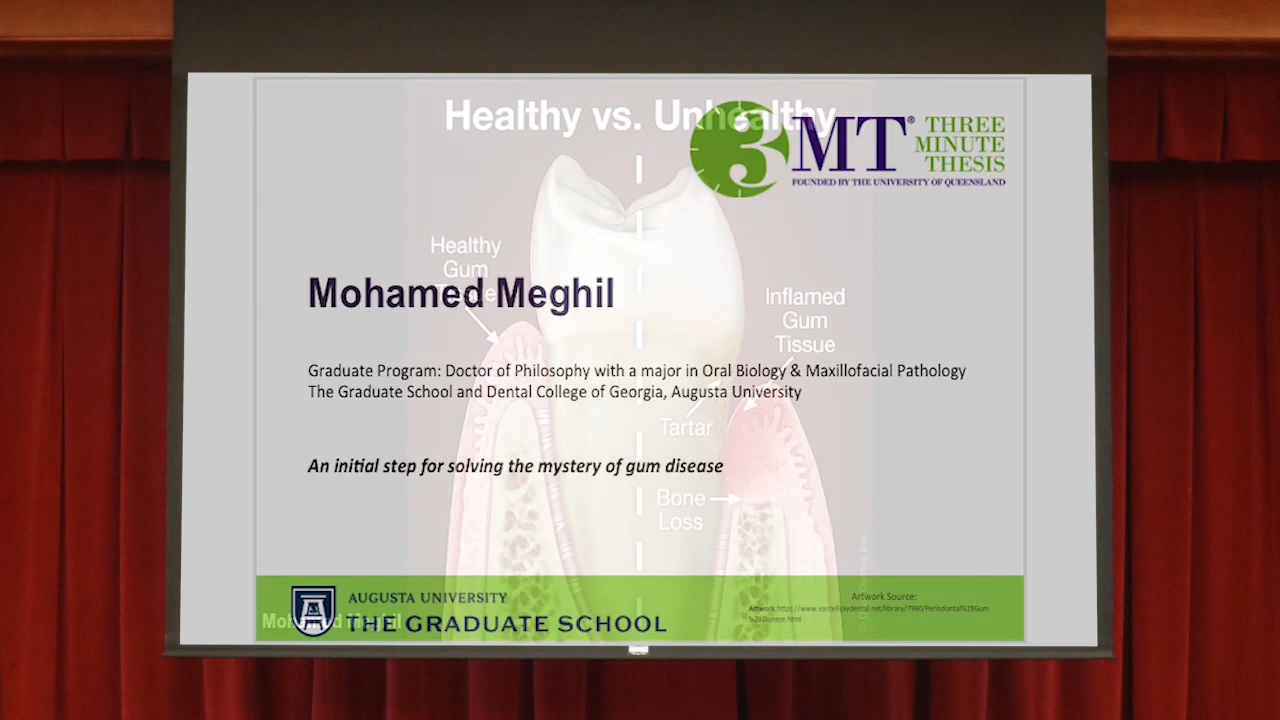 Healthy vs. Unhealthy
3MT® THREE
MINUTE
THESIS
FOUNDED BY THE UNIVERSITY OF QUEENSLAND
Healthy
Gum
Tissue
Mohamed Meghil
Inflamed
Gum
Tissue
Graduate Program: Doctor of Philosophy with a major in Oral Biology & Maxillofacial Pathology
The Graduate School and Dental College of Georgia, Augusta University
Tartar
An initial step for solving the mystery of gum disease
Bone
Loss
AUGUSTA UNIVERSITY
THE GRADUATE SCHOOL
Mohamed Meghil
Artwork Source: